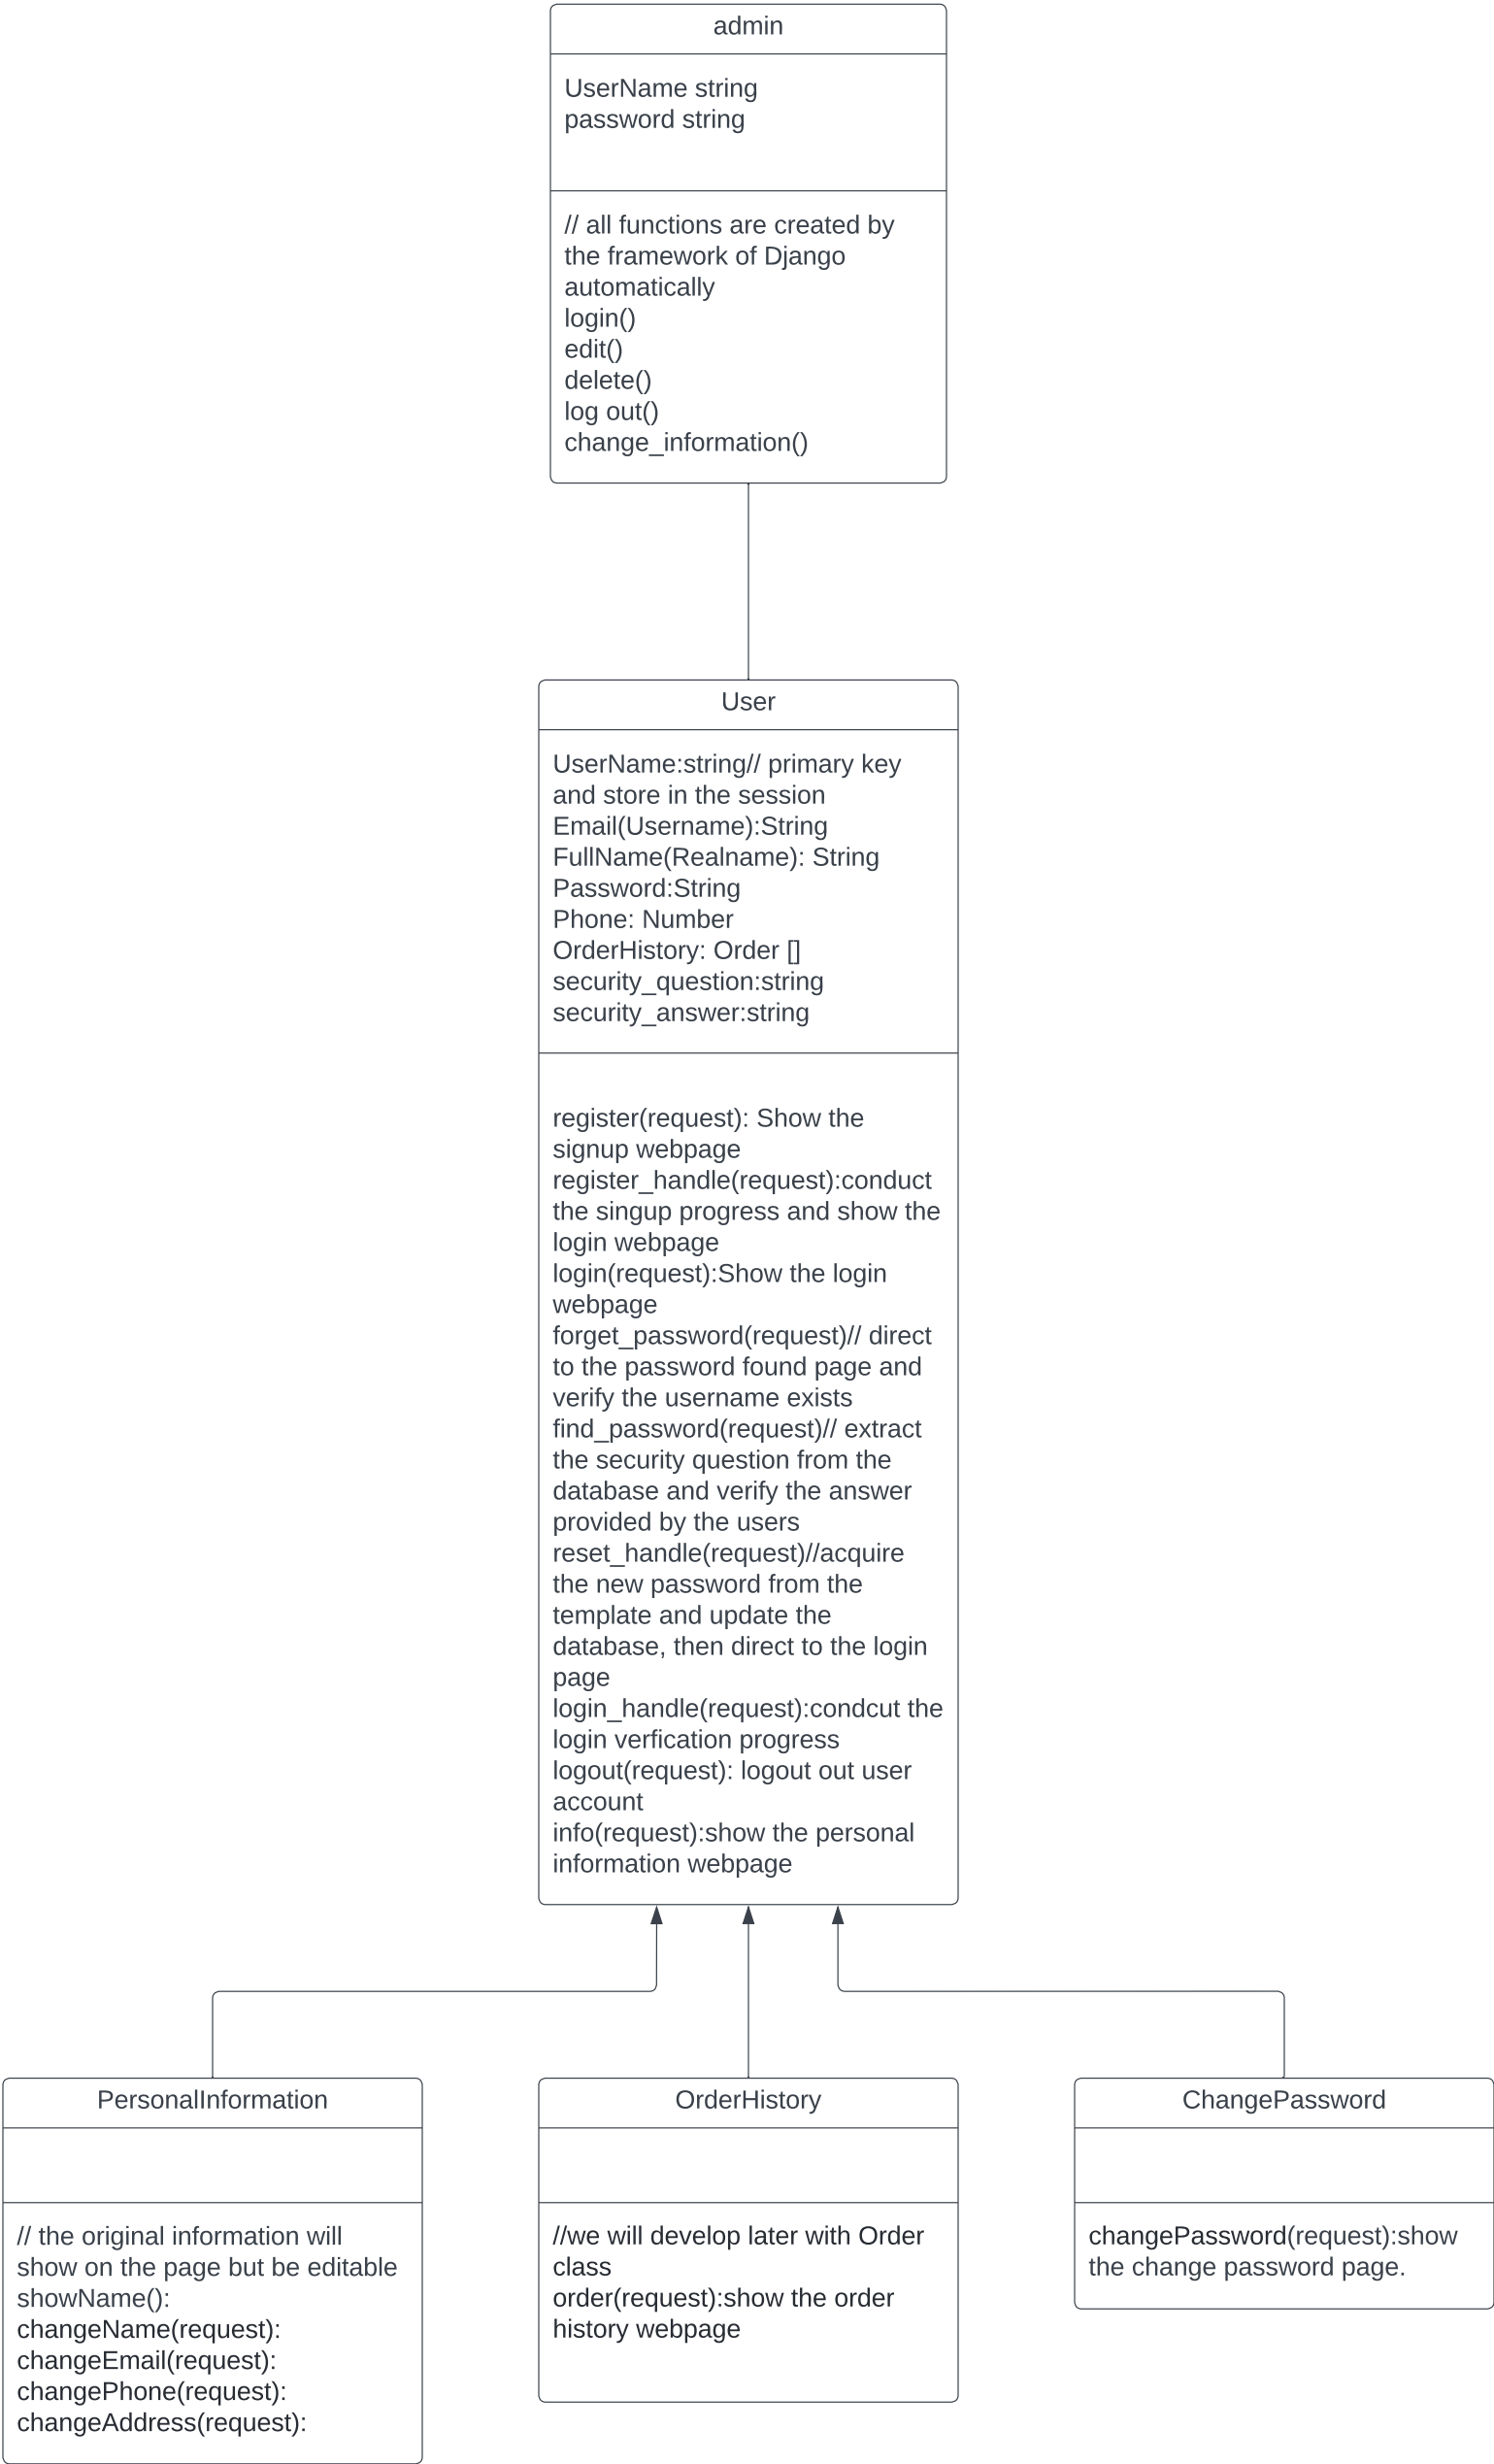 admin
UserName string
password string
// all functions are created by
the framework of Django
automatically
login()
edit()
delete()
log out()
change_information()
User
UserName:string// primary key
and store in the session
Email(Username):String
FullName(Realname): String
Password:String
Phone: Number
OrderHistory: Order []
security_question:string
security_answer:string
register(request): Show the
signup webpage
register_handle(request):conduct
the singup progress and show the
login webpage
login(request):Show the login
webpage
forget_password(request)// direct
to the password found page and
verify the username exists
find_password(request)// extract
the security question from the
database and verify the answer
provided by the users
reset_handle(request)//acquire
the new password from the
template and update the
database, then direct to the login
page
login_handle(request):condcut the
login verfication progress
logout(request): logout out user
account
info(request):show the personal
information webpage
PersonalInformation
// the original information will
show on the page but be editable
showName():
changeName(request):
changeEmail(request):
changePhone(request):
changeAddress(request):
OrderHistory
//we will develop later with Order
class
order(request):show the order
history webpage
ChangePassword
changePassword(request):show
the change password page.